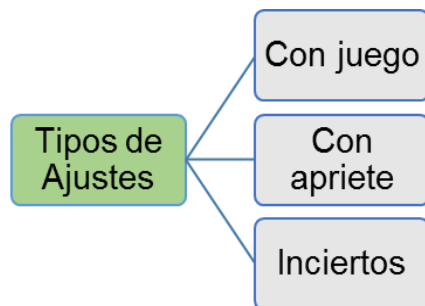 Tipos de
Ajustes
Con juego
Con
apriete
Inciertos